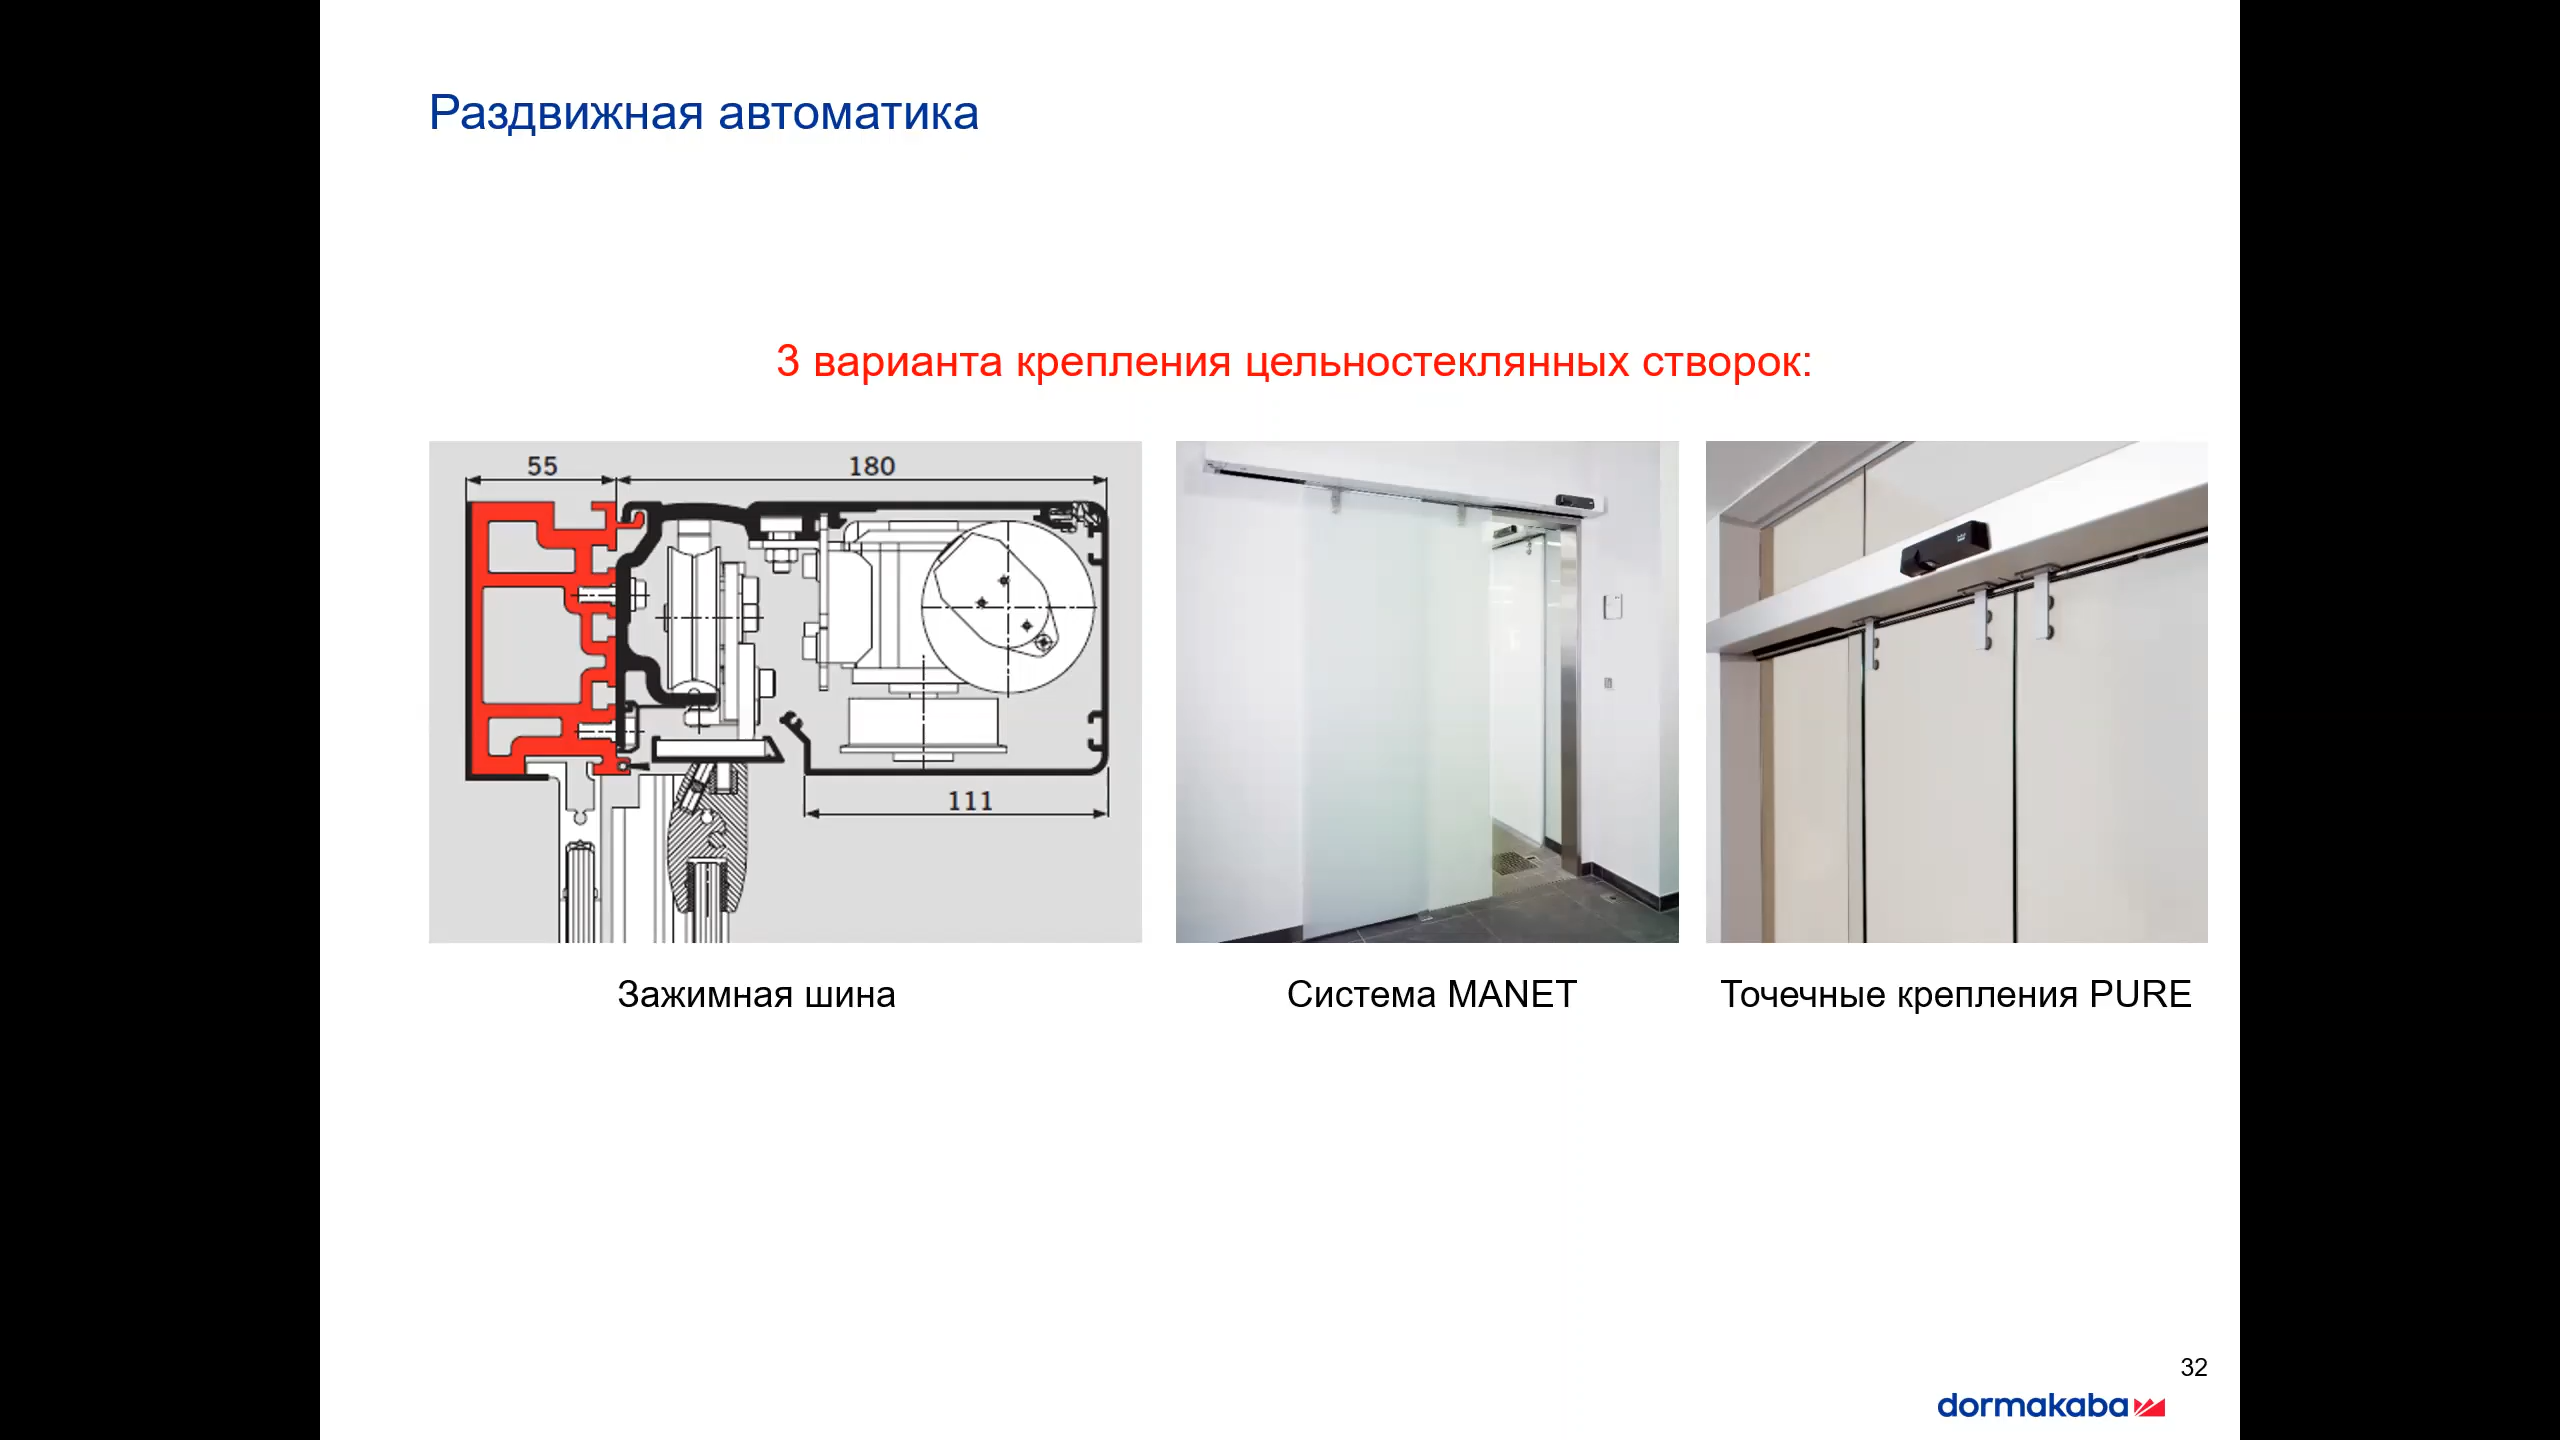 Раздвижная автоматика
3 варианта крепления цельностеклянных створок:
55
180
111
Зажимная шина
Система MANET
Точечные крепления PURE
32
dormakaba